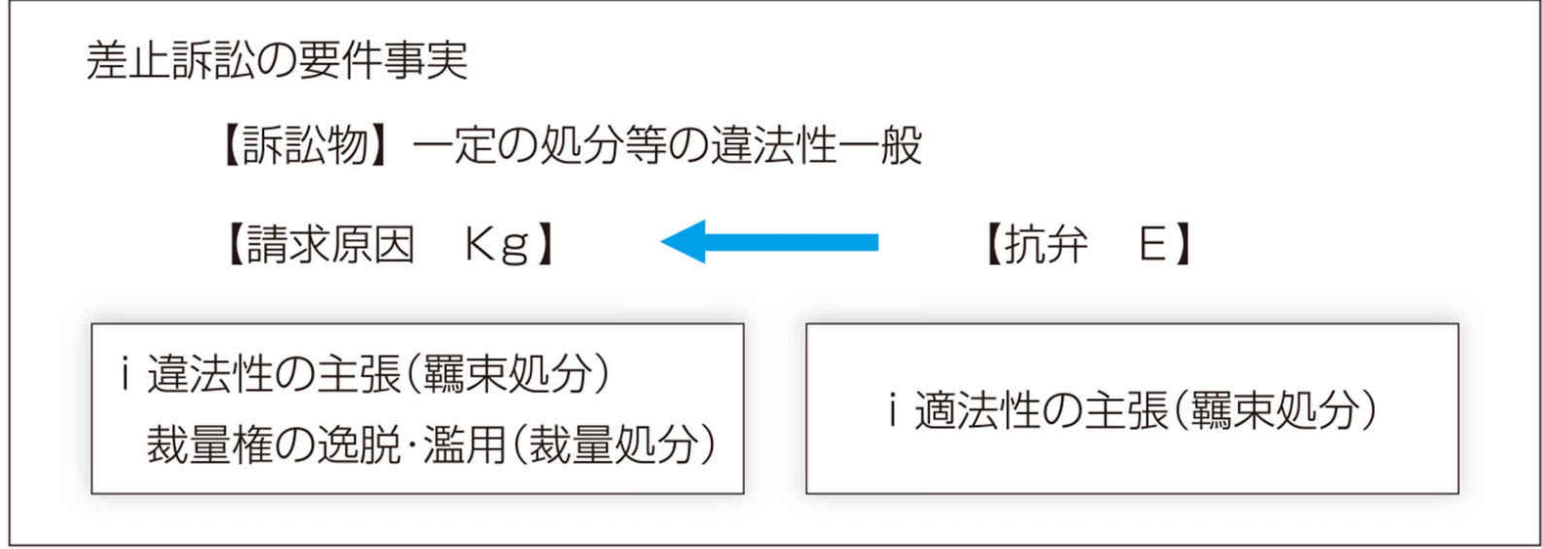 差止訴訟の要件事実
【訴訟物】一定の処分等の違法性一般
【請求原因　Kg】
【抗弁　E】
ⅰ 違法性の主張(羈束処分)
裁量権の逸脱・濫用(裁量処分)
ⅰ 適法性の主張(羈束処分)